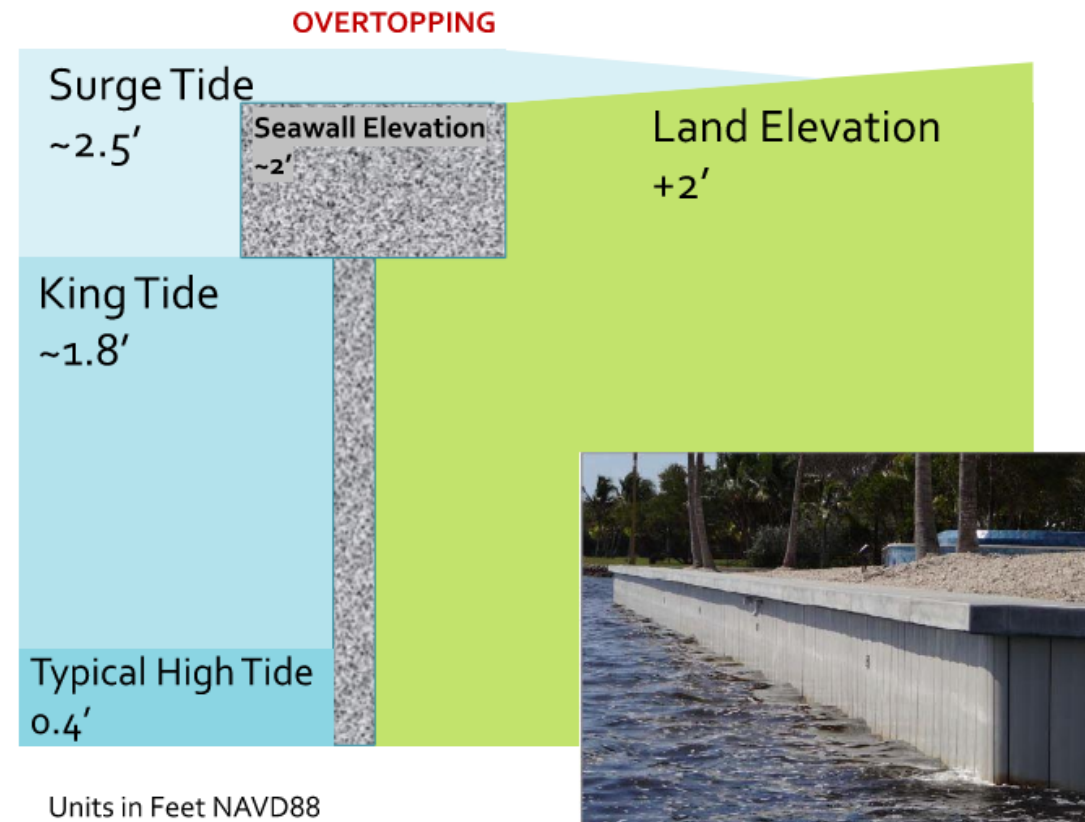 OVERTOPPING
Surge Tide
~2.5′
Seawall Elevation
~2′
Land Elevation
+2′
King Tide
~1.8′
Typical High Tide
0.4′
Units in Feet NAVD88